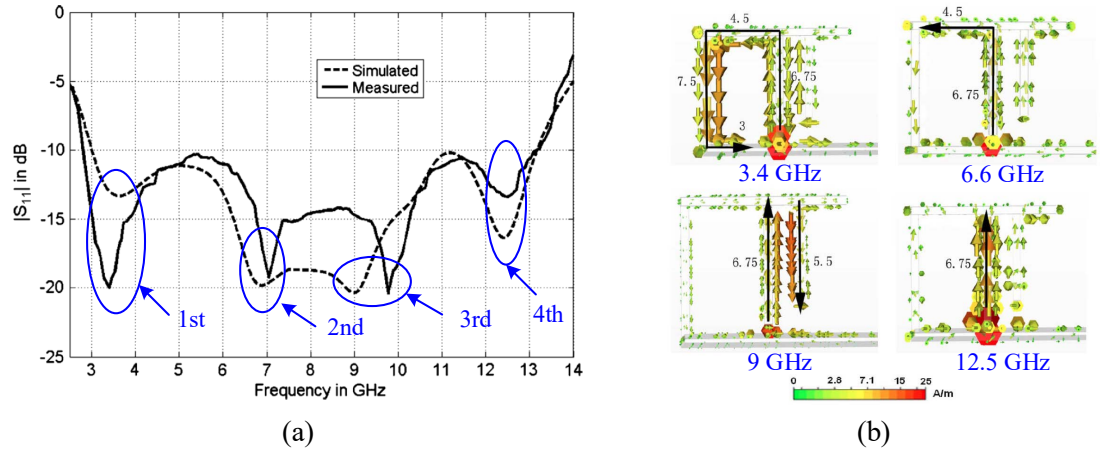 0
-5
-10
-15
-20
-25
|S11| in dB
Simulated
Measured
1st
2nd
3rd
4th
3 4 5 6 7 8 9 10 11 12 13 14
Frequency in GHz
(a)
4.5
7.5
6.75
3
3.4 GHz
4.5
6.75
6.6 GHz
6.75
5.5
9 GHz
6.75
12.5 GHz
0 2.8 7.1 15 25 A/m
(b)